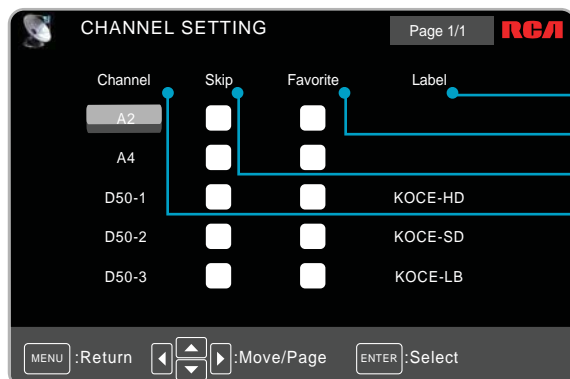 CHANNEL SETTING Page 1/1 RCA
Channel Skip Favorite Label
A2
A4
D50-1 KOCE-HD
D50-2 KOCE-SD
D50-3 KOCE-LB
MENU :Return :Move/Page ENTER :Select